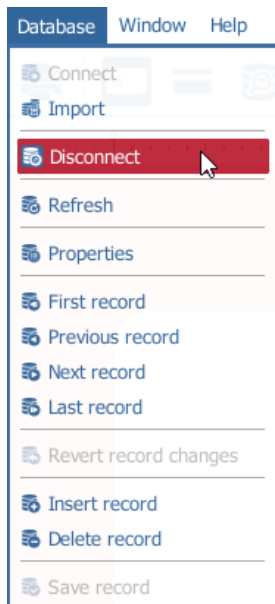 Database Window Help
Connect
Import
Disconnect
Refresh
Properties
First record
Previous record
Next record
Last record
Revert record changes
Insert record
Delete record
Save record